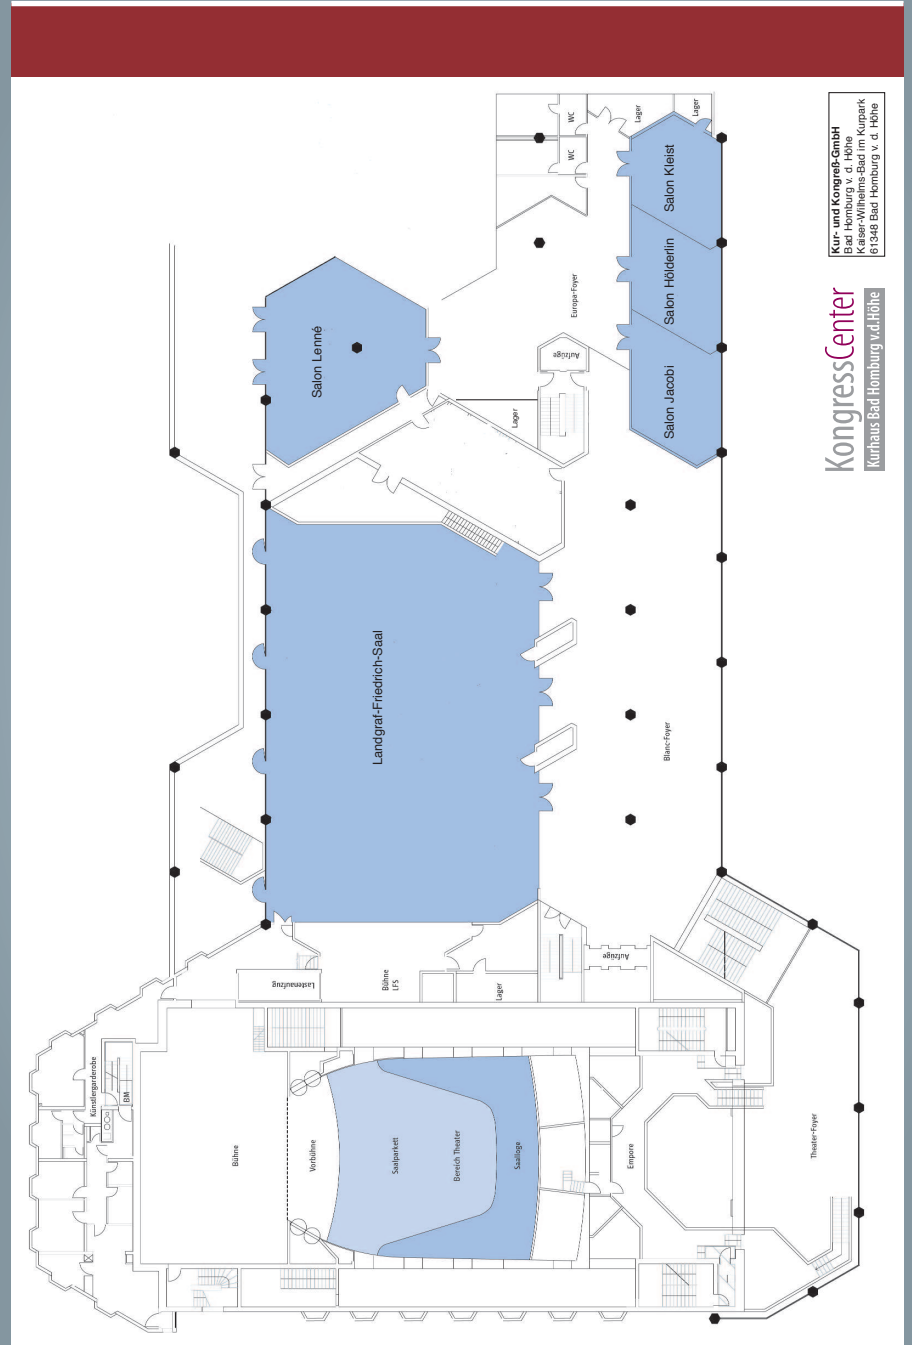 Kur- und Kongreß-GmbH
Bad Homburg v. d. Höhe
Kaiser-Wilhelms-Bad im Kurpark
61348 Bad Homburg v. d. Höhe
KongressCenter
Kurhaus Bad Homburg v.d.Höhe
WC
WC
Lager
Lager
Salon Kleist
Salon Hölderlin
Salon Jacobi
Europa-Foyer
Aufzüge
Lager
Salon Lenné
Landgraf-Friedrich-Saal
Blanc-Foyer
Lastenaufzug
Bühne
LFS
Lager
Aufzüge
Künstlergarderobe
BM
Bühne
Vorbühne
Saalparkett
Bereich Theater
Saalloge
Empore
Theater-Foyer